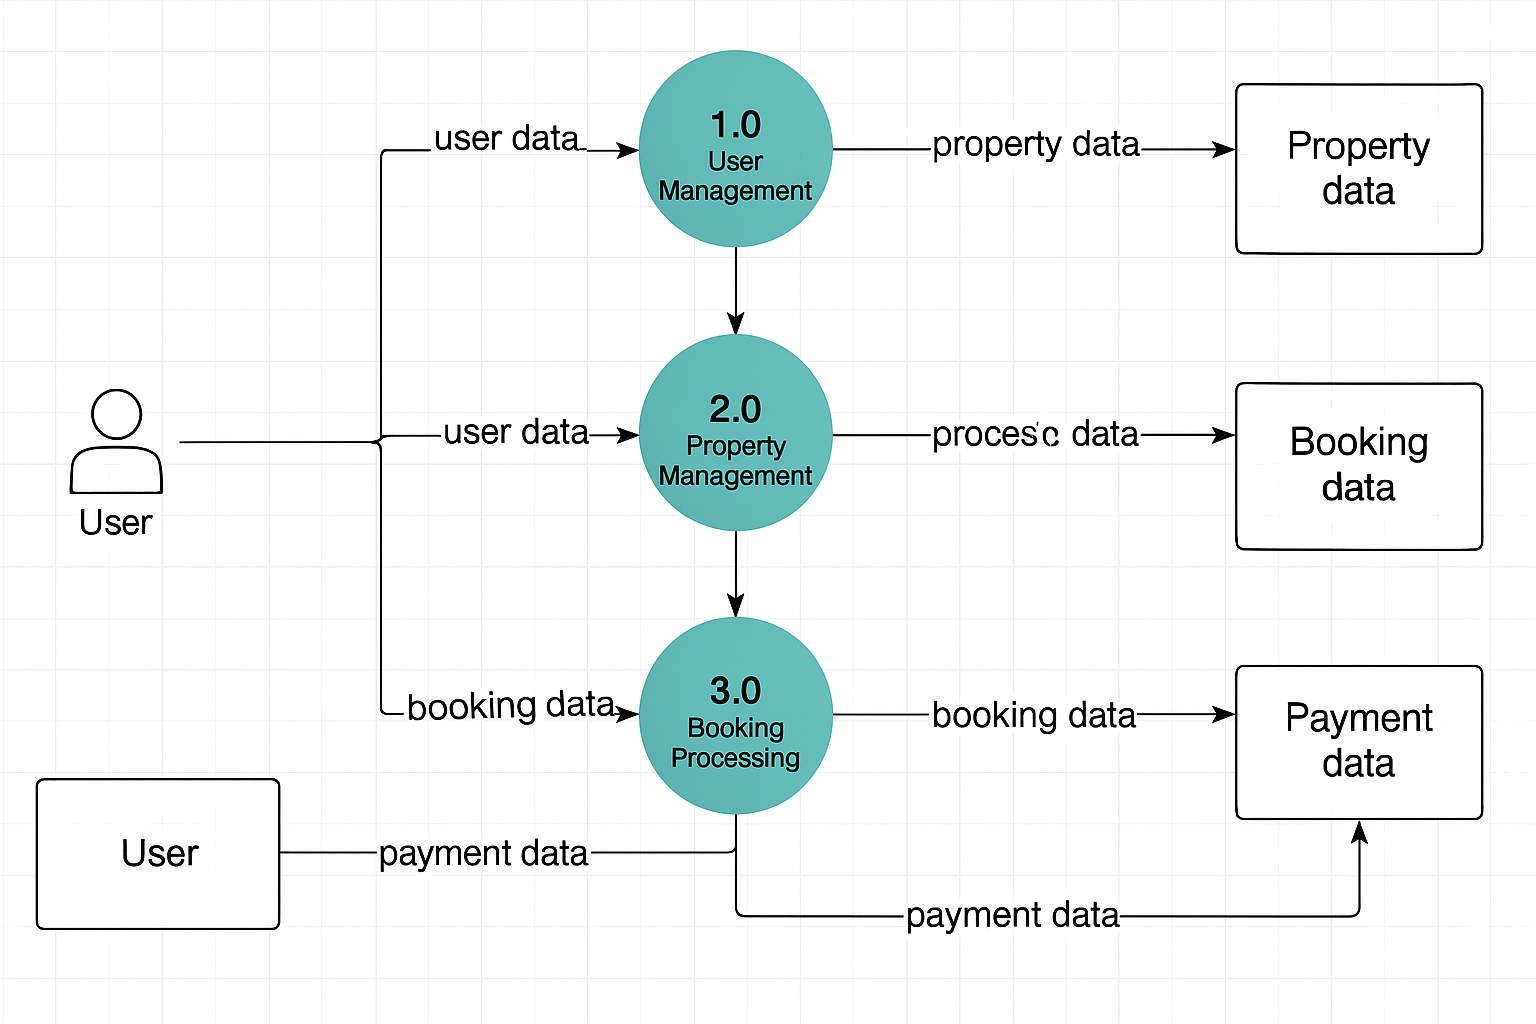 1.0
User
Management
user data
property data
Property
data
User
user data
2.0
Property
Management
data
Booking
data
booking data
3.0
Booking
Processing
booking data
Payment
data
User
payment data
payment data